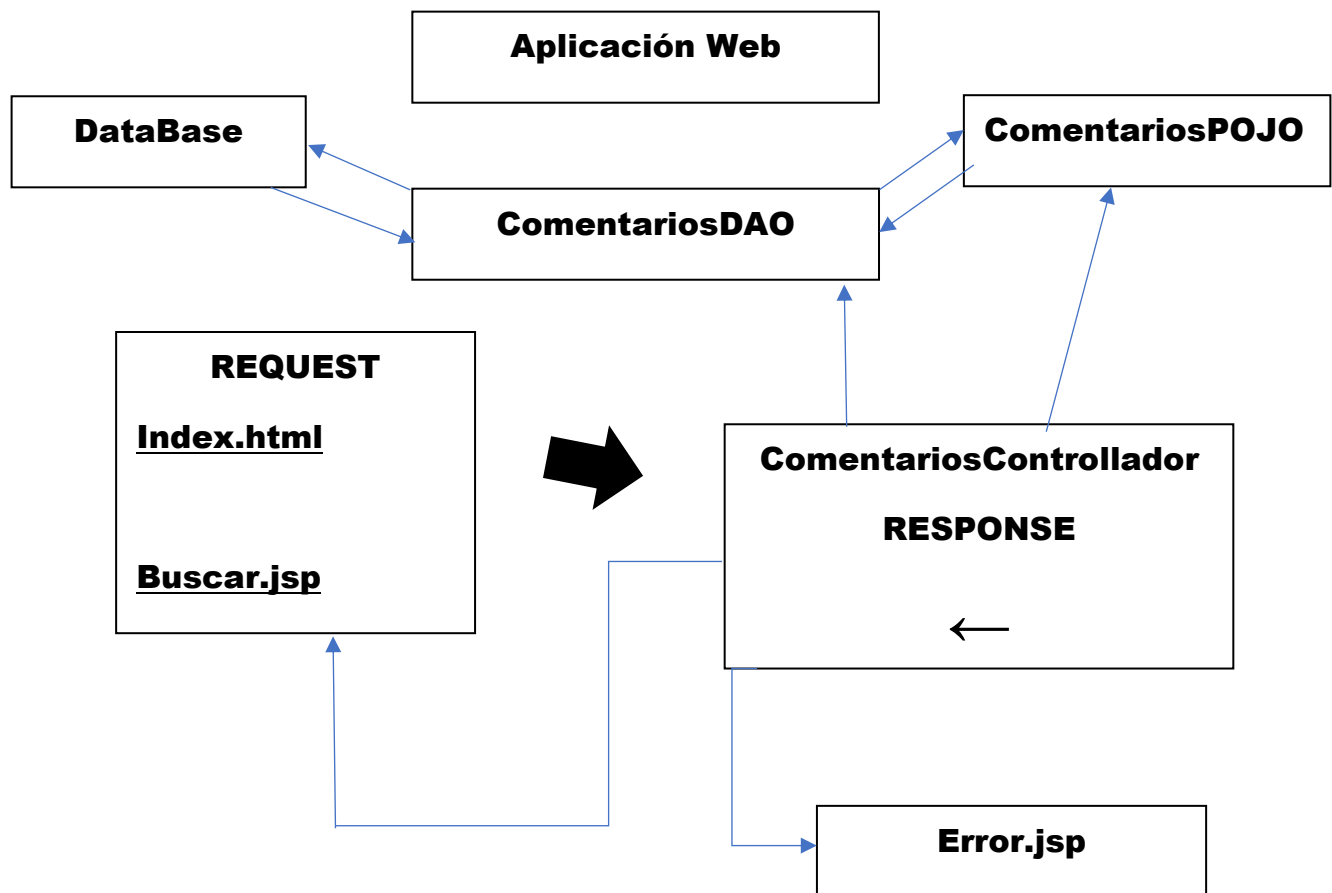 Aplicación Web
DataBase
ComentariosPOJO
ComentariosDAO
REQUEST
Index.html
Buscar.jsp
ComentariosControllador
RESPONSE
←
Error.jsp